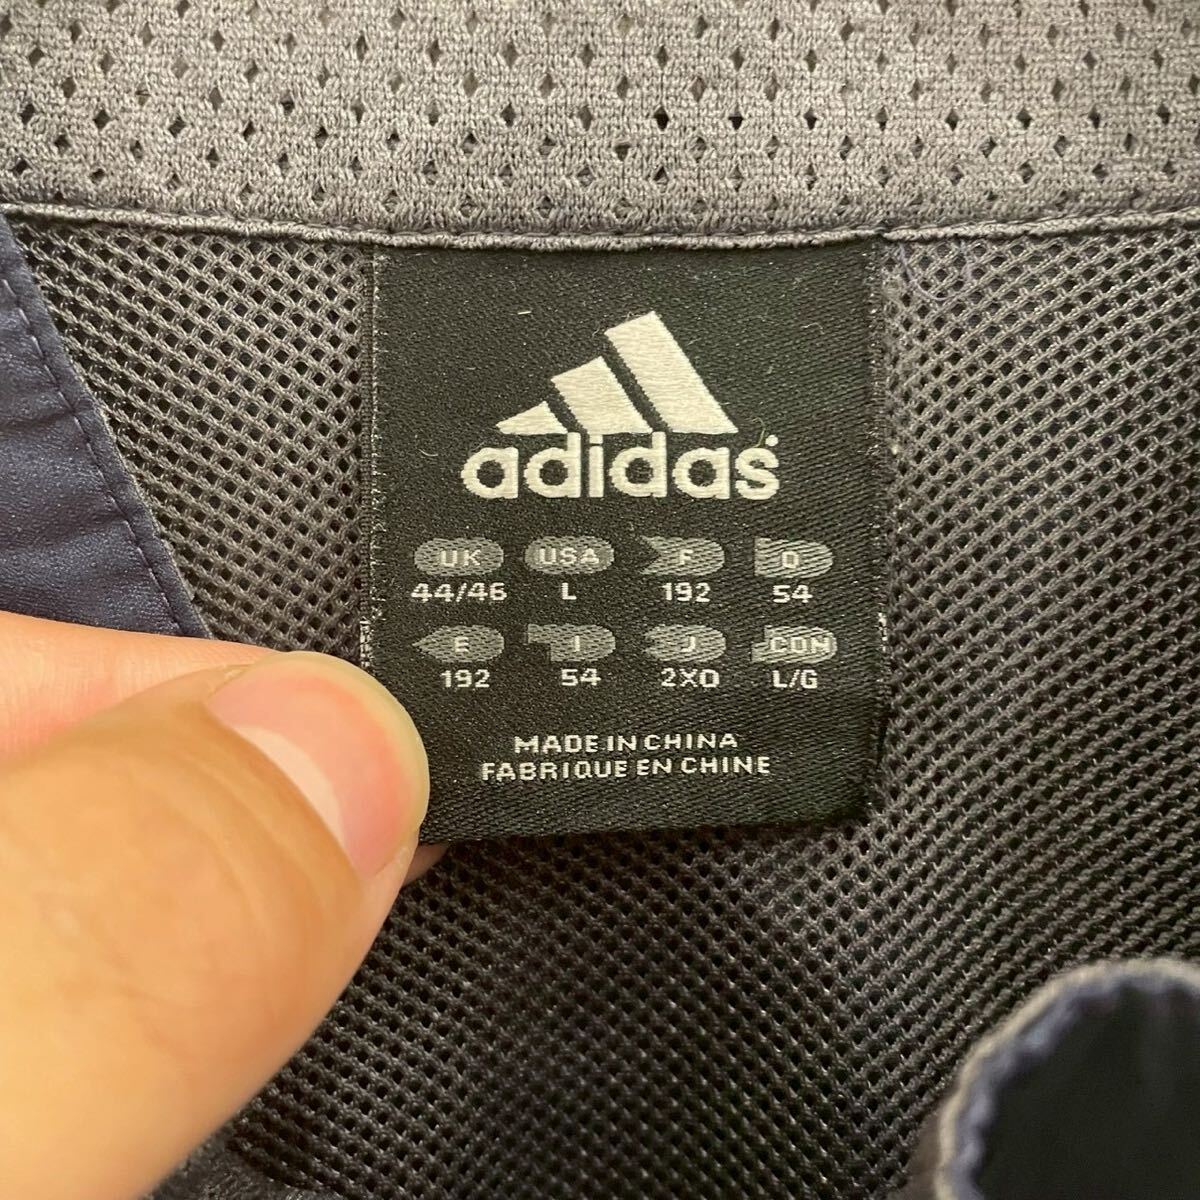 adidas
UK USA F D
44/46 L 192 54
E I J CDN
192 54 2XO L/G
MADE IN CHINA
FABRIQUE EN CHINE